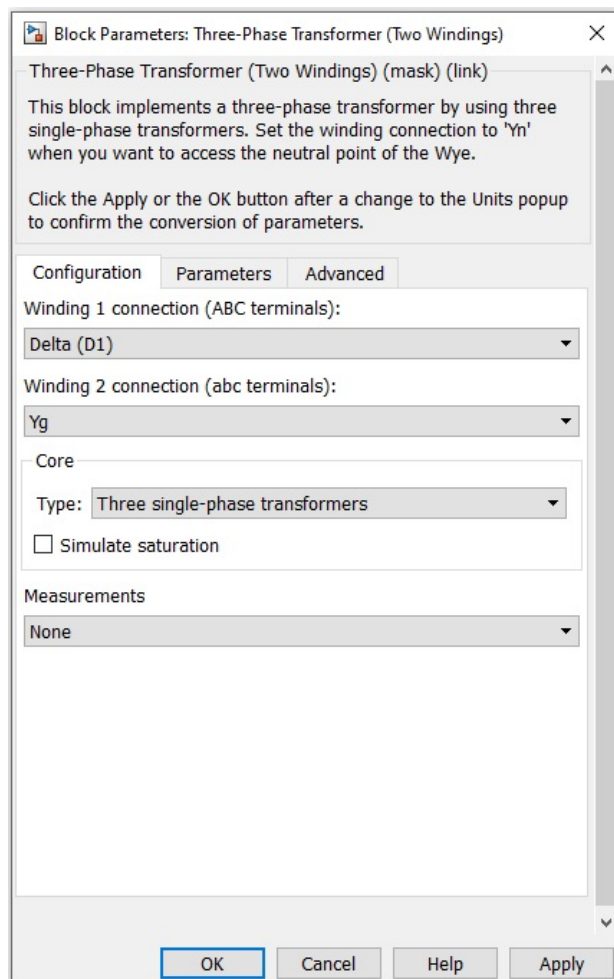 Block Parameters: Three-Phase Transformer (Two Windings)
Three-Phase Transformer (Two Windings) (mask) (link)
This block implements a three-phase transformer by using three
single-phase transformers. Set the winding connection to 'Yn'
when you want to access the neutral point of the Wye.
Click the Apply or the OK button after a change to the Units popup
to confirm the conversion of parameters.
Configuration Parameters Advanced
Winding 1 connection (ABC terminals):
Delta (D1)
Winding 2 connection (abc terminals):
Yg
Core
Type: Three single-phase transformers
Simulate saturation
Measurements
None
OK Cancel Help Apply